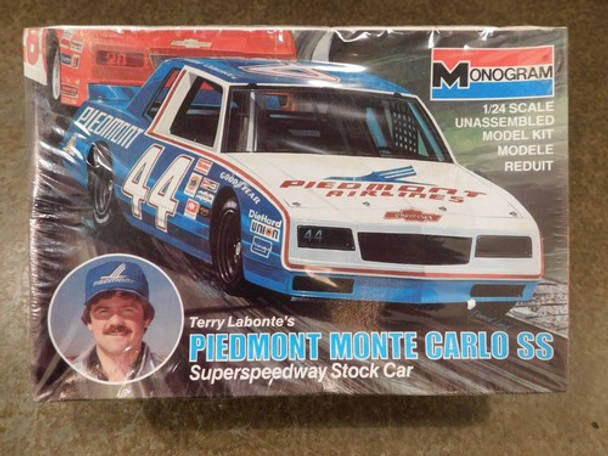 MONOGRAM
1/24 SCALE
UNASSEMBLED
MODEL KIT
MODELE
REDUIT
PIEDMONT
44
GOODYEAR
PIEDMONT
AIRLINES
DieHard
UNION
44
PIEDMONT
Terry Labonte's
PIEDMONT MONTE CARLO SS
Superspeedway Stock Car